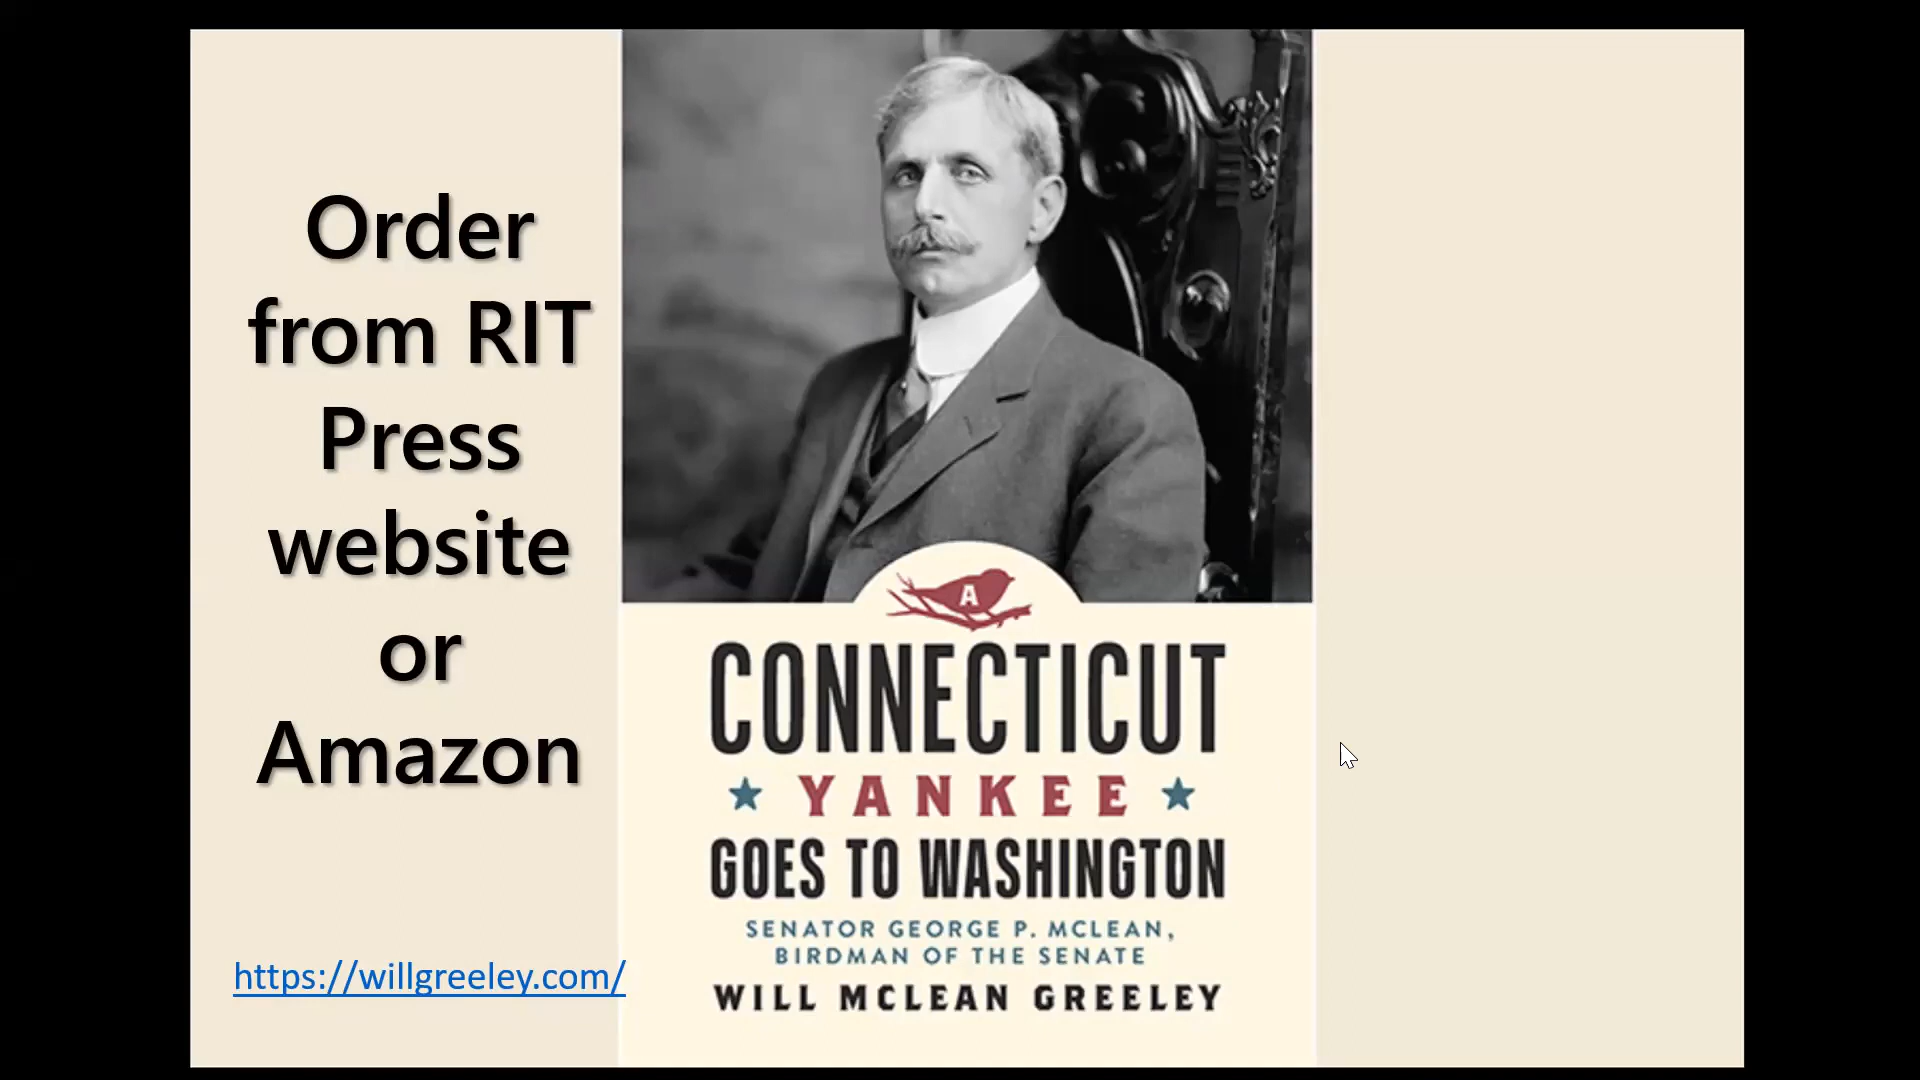 Order
from RIT
Press
website
or
Amazon
https://willgreeley.com/
A
CONNECTICUT
YANKEE
GOES TO WASHINGTON
SENATOR GEORGE P. MCLEAN,
BIRDMAN OF THE SENATE
WILL MCLEAN GREELEY